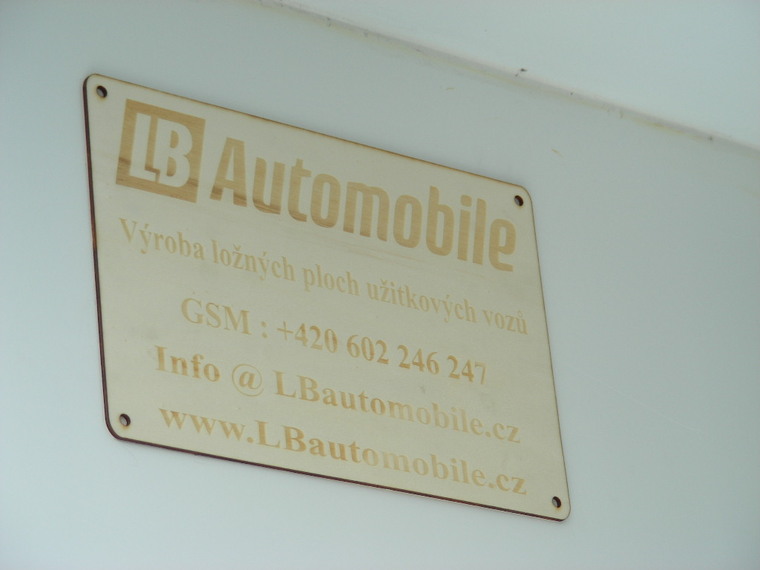 LB Automobile
Výroba ložných ploch užitkových vozů
GSM : +420 602 246 247
Info @ LBautomobile.cz
www.LBautomobile.cz